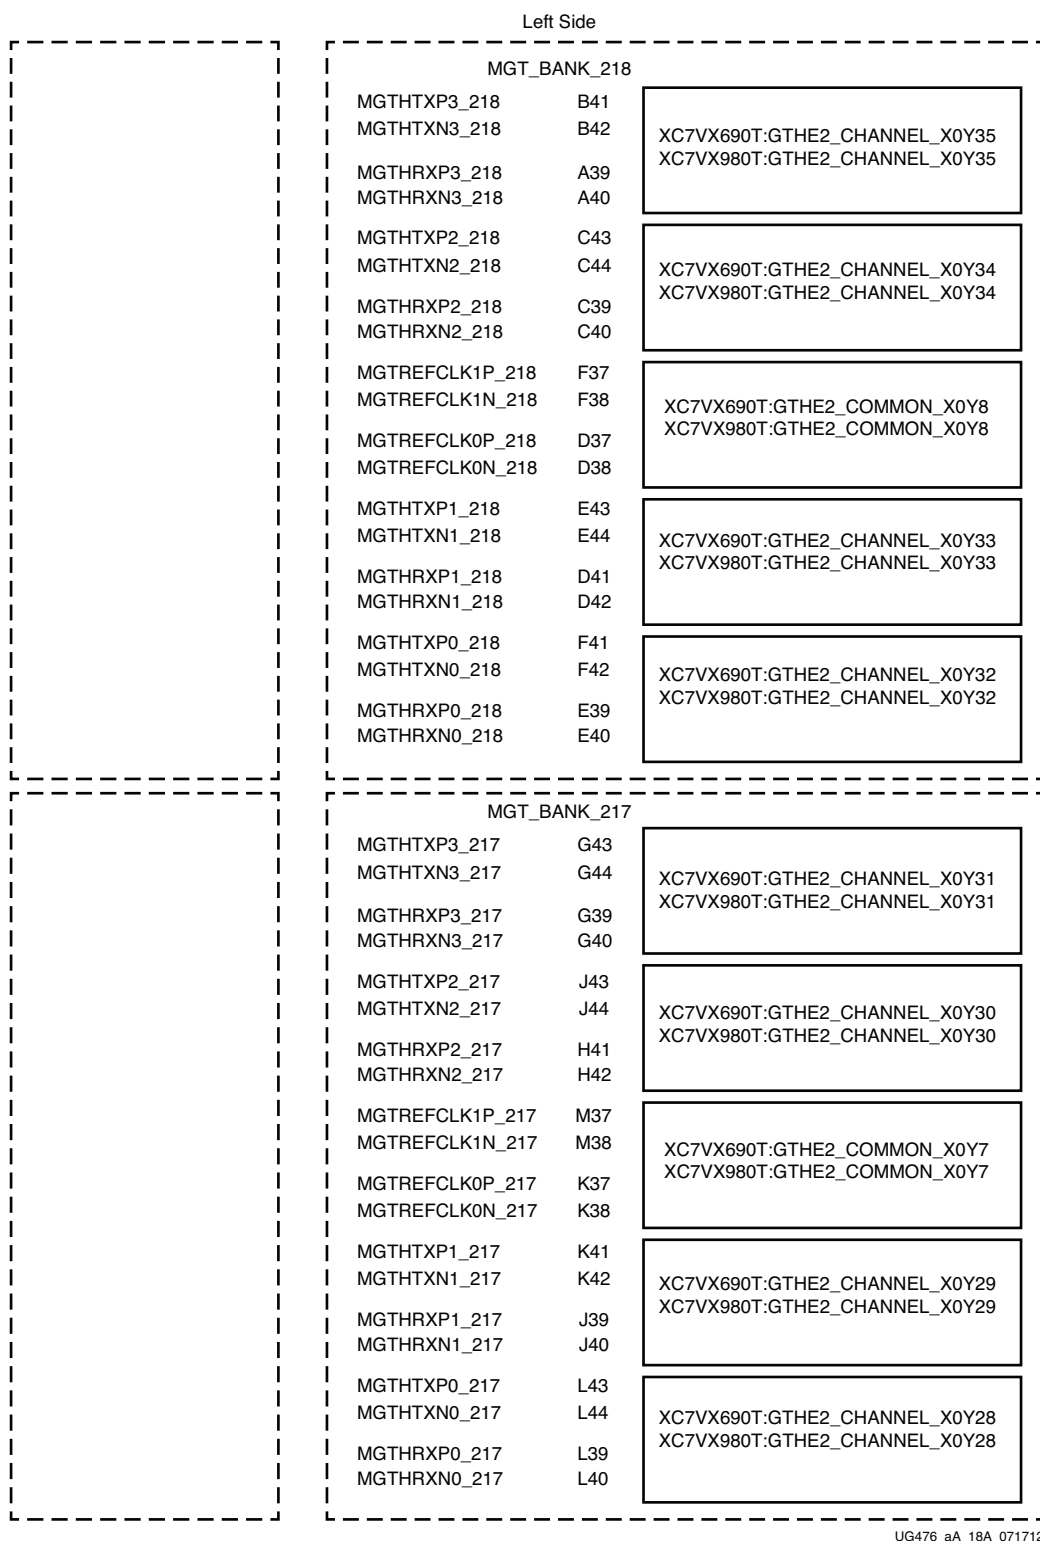 Left Side
MGT_BANK_218
MGTHTXP3_218 B41
MGTHTXN3_218 B42
XC7VX690T:GTHE2_CHANNEL_X0Y35
XC7VX980T:GTHE2_CHANNEL_X0Y35
MGTHRXP3_218 A39
MGTHRXN3_218 A40
MGTHTXP2_218 C43
MGTHTXN2_218 C44
XC7VX690T:GTHE2_CHANNEL_X0Y34
XC7VX980T:GTHE2_CHANNEL_X0Y34
MGTHRXP2_218 C39
MGTHRXN2_218 C40
MGTREFCLK1P_218 F37
MGTREFCLK1N_218 F38
XC7VX690T:GTHE2_COMMON_X0Y8
XC7VX980T:GTHE2_COMMON_X0Y8
MGTREFCLK0P_218 D37
MGTREFCLK0N_218 D38
MGTHTXP1_218 E43
MGTHTXN1_218 E44
XC7VX690T:GTHE2_CHANNEL_X0Y33
XC7VX980T:GTHE2_CHANNEL_X0Y33
MGTHRXP1_218 D41
MGTHRXN1_218 D42
MGTHTXP0_218 F41
MGTHTXN0_218 F42
XC7VX690T:GTHE2_CHANNEL_X0Y32
XC7VX980T:GTHE2_CHANNEL_X0Y32
MGTHRXP0_218 E39
MGTHRXN0_218 E40
MGT_BANK_217
MGTHTXP3_217 G43
MGTHTXN3_217 G44
XC7VX690T:GTHE2_CHANNEL_X0Y31
XC7VX980T:GTHE2_CHANNEL_X0Y31
MGTHRXP3_217 G39
MGTHRXN3_217 G40
MGTHTXP2_217 J43
MGTHTXN2_217 J44
XC7VX690T:GTHE2_CHANNEL_X0Y30
XC7VX980T:GTHE2_CHANNEL_X0Y30
MGTHRXP2_217 H41
MGTHRXN2_217 H42
MGTREFCLK1P_217 M37
MGTREFCLK1N_217 M38
XC7VX690T:GTHE2_COMMON_X0Y7
XC7VX980T:GTHE2_COMMON_X0Y7
MGTREFCLK0P_217 K37
MGTREFCLK0N_217 K38
MGTHTXP1_217 K41
MGTHTXN1_217 K42
XC7VX690T:GTHE2_CHANNEL_X0Y29
XC7VX980T:GTHE2_CHANNEL_X0Y29
MGTHRXP1_217 J39
MGTHRXN1_217 J40
MGTHTXP0_217 L43
MGTHTXN0_217 L44
XC7VX690T:GTHE2_CHANNEL_X0Y28
XC7VX980T:GTHE2_CHANNEL_X0Y28
MGTHRXP0_217 L39
MGTHRXN0_217 L40
UG476_aA_18A_071712